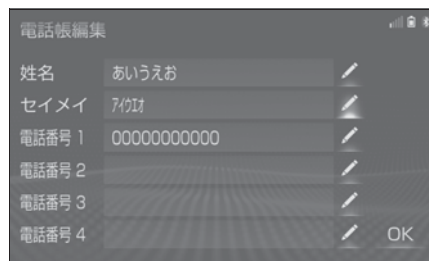 電話帳編集
姓名 あいうえお
セイメイ ｱｲｳｴｵ
電話番号 1 00000000000
電話番号 2
電話番号 3
電話番号 4 OK